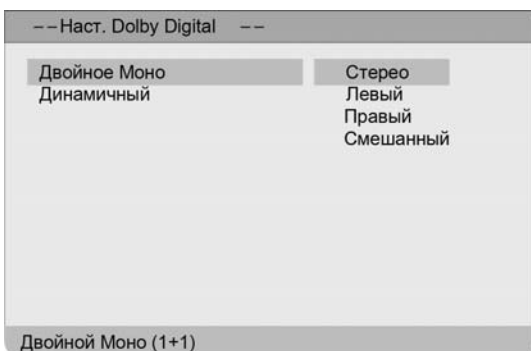 --Наст. Dolby Digital --
Двойное Моно Стерео
Динамичный Левый
Правый
Смешанный
Двойной Моно (1+1)